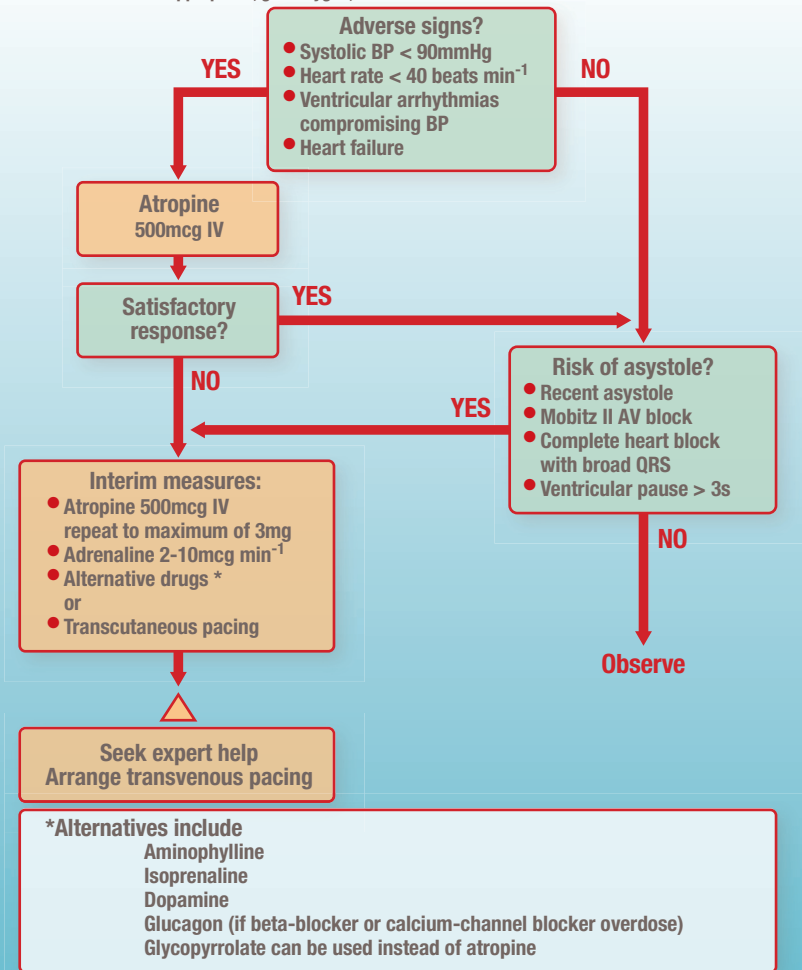 Adverse signs?
● Systolic BP < 90mmHg
● Heart rate < 40 beats min⁻¹
● Ventricular arrhythmias
compromising BP
● Heart failure
YES
NO
Atropine
500mcg IV
Satisfactory
response?
YES
NO
Risk of asystole?
● Recent asystole
● Mobitz II AV block
● Complete heart block
with broad QRS
● Ventricular pause > 3s
YES
NO
Interim measures:
● Atropine 500mcg IV
repeat to maximum of 3mg
● Adrenaline 2-10mcg min⁻¹
● Alternative drugs *
or
● Transcutaneous pacing
Observe
Seek expert help
Arrange transvenous pacing
*Alternatives include
Aminophylline
Isoprenaline
Dopamine
Glucagon (if beta-blocker or calcium-channel blocker overdose)
Glycopyrrolate can be used instead of atropine